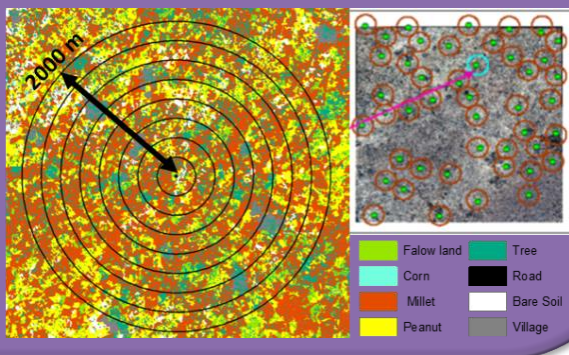 2000 m
Falow land
Tree
Corn
Road
Millet
Bare Soil
Peanut
Village